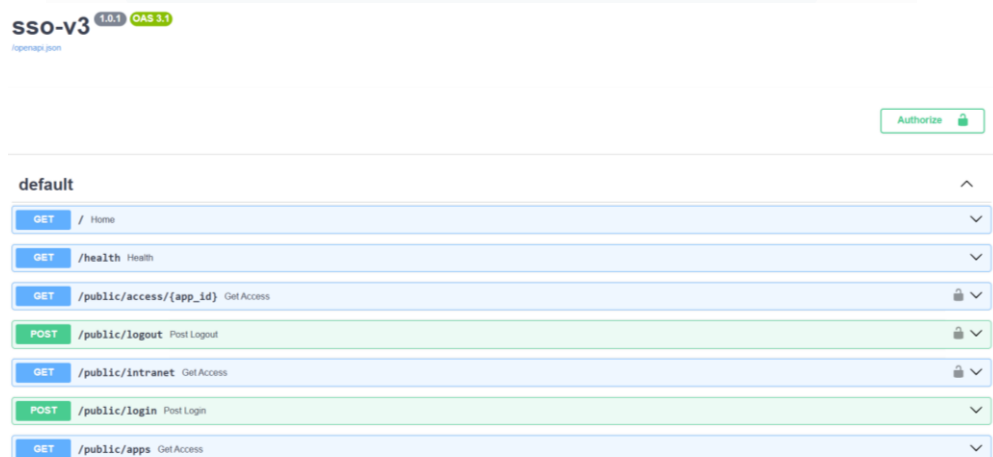 sso-v3 1.0.1 OAS 3.1
/openapi.json
Authorize
default
GET / Home
GET /health Health
GET /public/access/{app_id} Get Access
POST /public/logout Post Logout
GET /public/intranet Get Access
POST /public/login Post Login
GET /public/apps Get Access